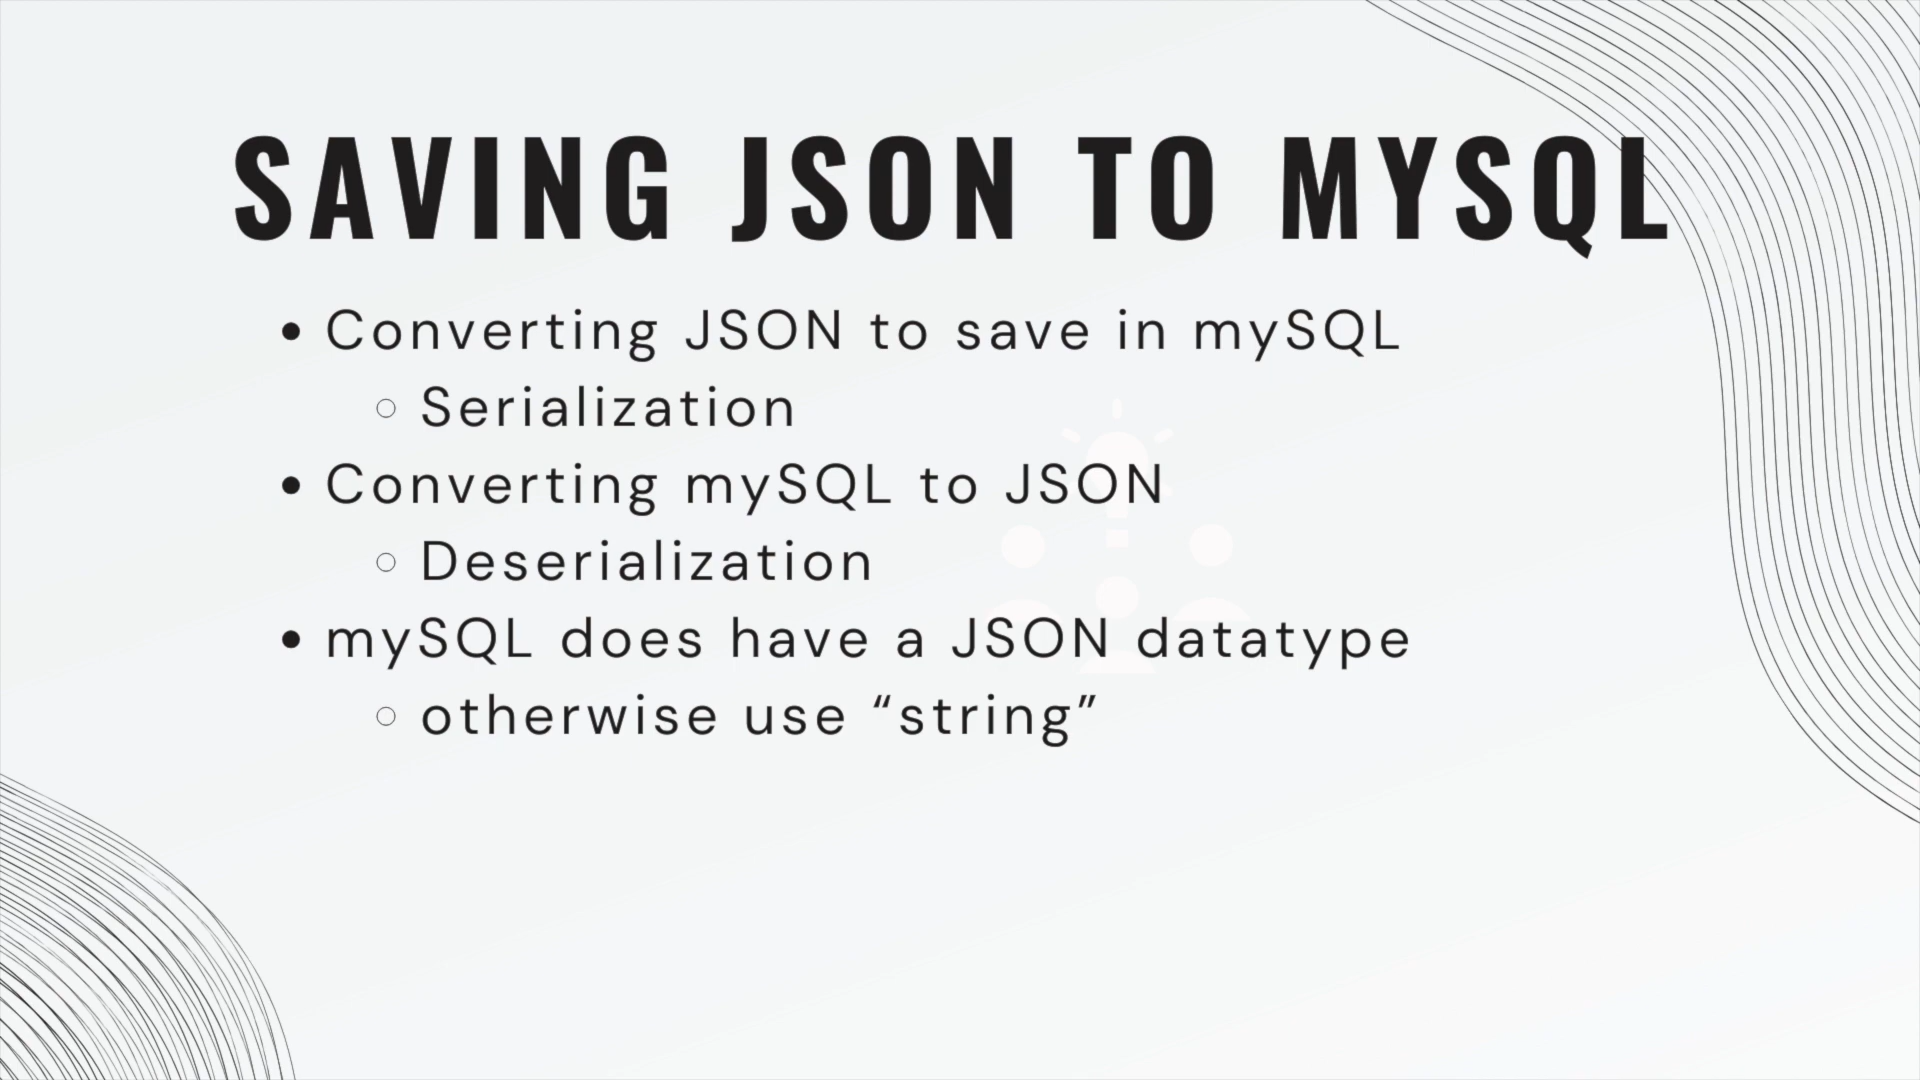 SAVING JSON TO MYSQL
• Converting JSON to save in mySQL
○ Serialization
• Converting mySQL to JSON
○ Deserialization
• mySQL does have a JSON datatype
○ otherwise use “string”